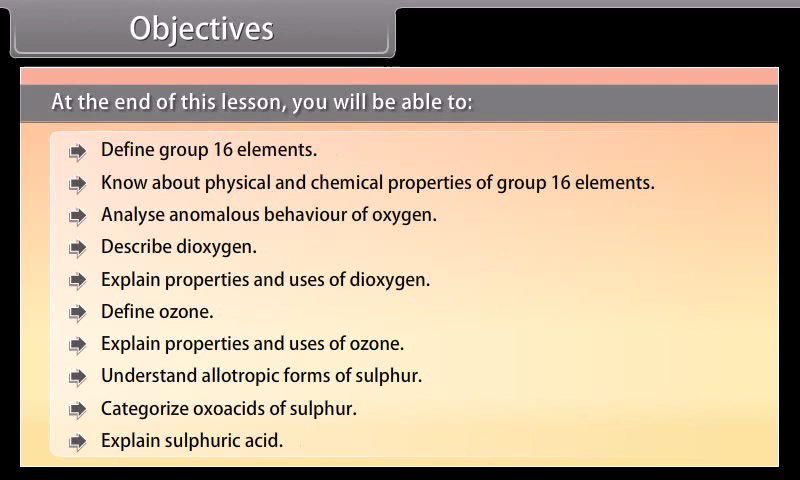 Objectives
At the end of this lesson, you will be able to:
Define group 16 elements.
Know about physical and chemical properties of group 16 elements.
Analyse anomalous behaviour of oxygen.
Describe dioxygen.
Explain properties and uses of dioxygen.
Define ozone.
Explain properties and uses of ozone.
Understand allotropic forms of sulphur.
Categorize oxoacids of sulphur.
Explain sulphuric acid.